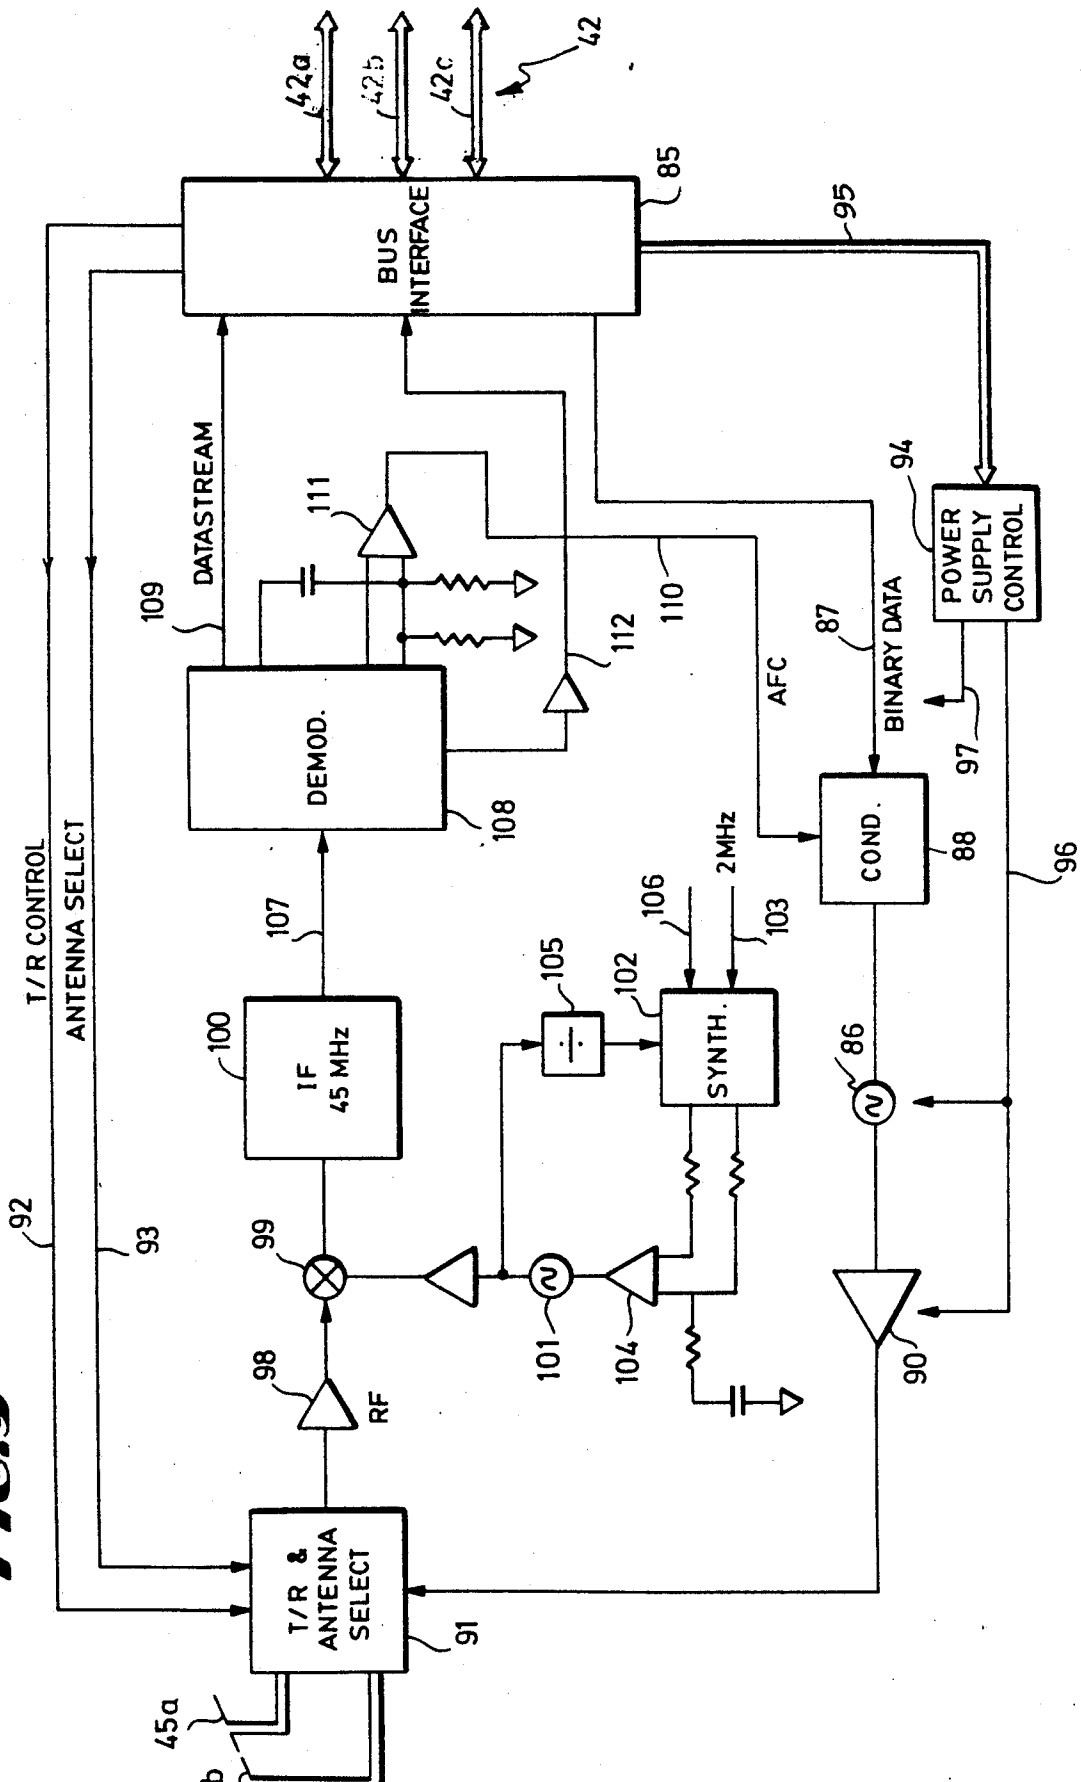 92
T/R CONTROL
ANTENNA SELECT
93
45a
b
T/R &
ANTENNA
SELECT
91
98
RF
99
100
IF
45 MHz
107
DEMOD.
108
109
DATASTREAM
111
112
110
AFC
BUS
INTERFACE
85
42a
42b
42c
42
101
104
105
÷
102
SYNTH.
106
2MHz
103
86
COND.
88
87
BINARY DATA
90
96
97
94
POWER
SUPPLY
CONTROL
95